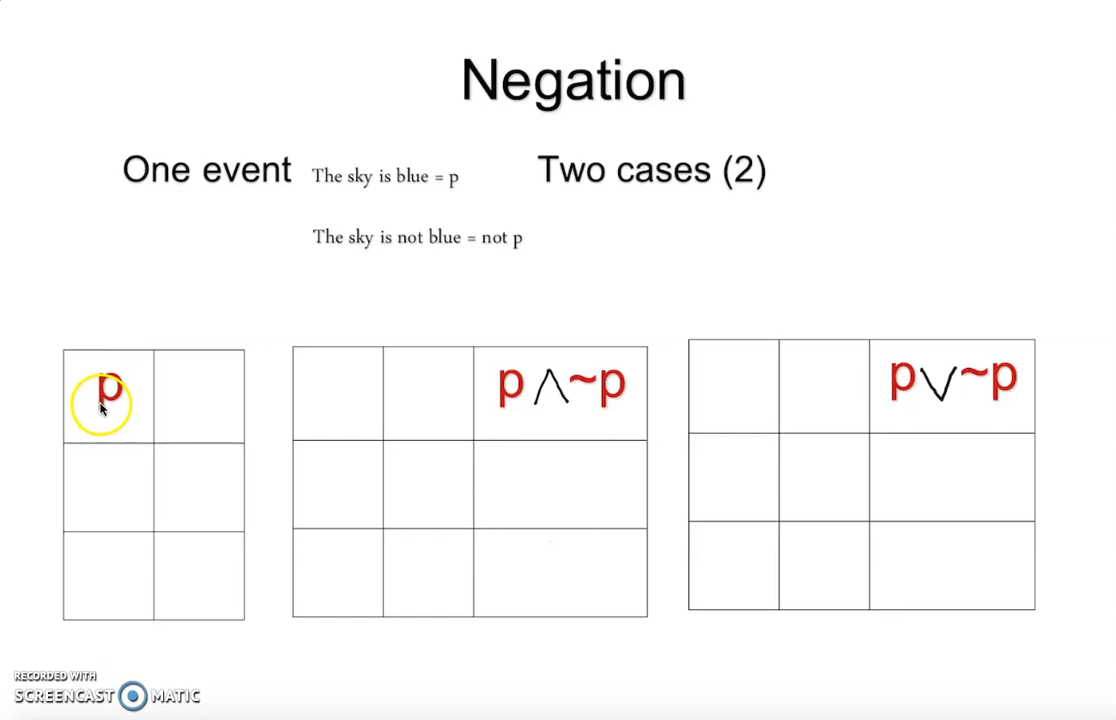 Negation
One event The sky is blue = p Two cases (2)
The sky is not blue = not p
p p ∧ ~p p ∨ ~p
RECORDED WITH
SCREENCAST MATIC